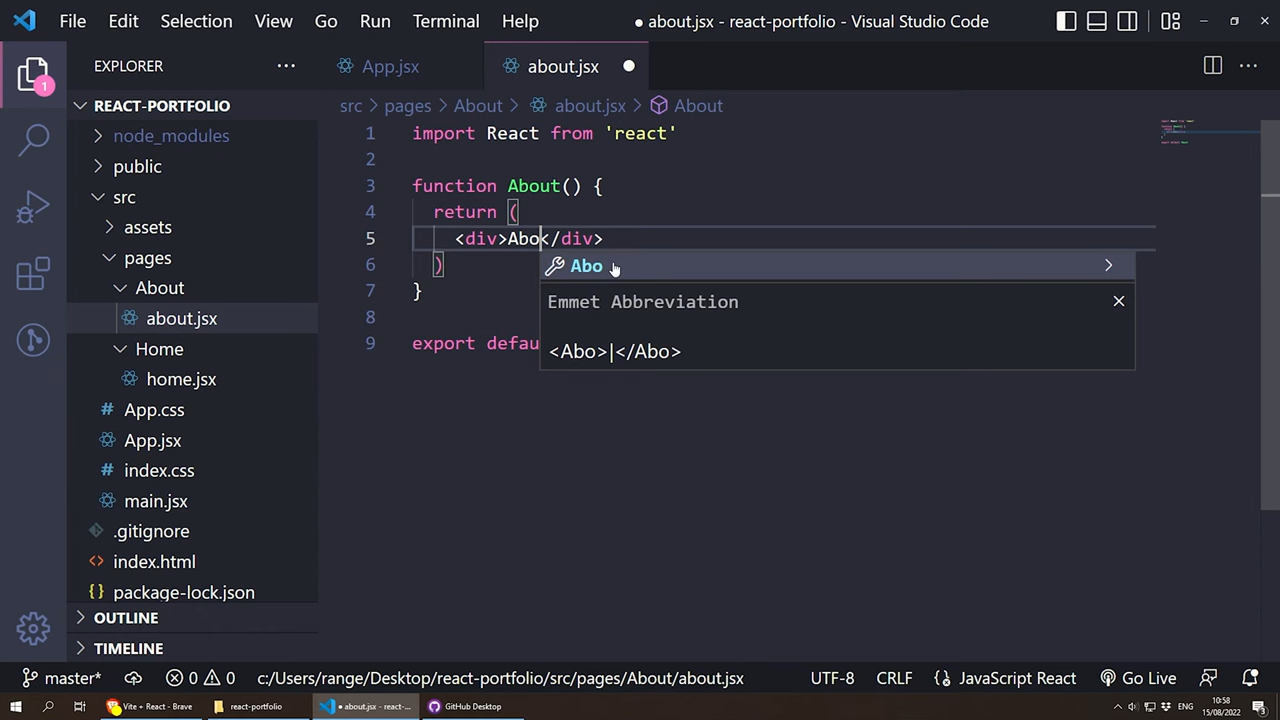 File Edit Selection View Go Run Terminal Help ● about.jsx - react-portfolio - Visual Studio Code
EXPLORER ··· App.jsx about.jsx ●
1
REACT-PORTFOLIO
src > pages > About > about.jsx > About
node_modules
public
src
assets
pages
About
about.jsx
Home
home.jsx
App.css
App.jsx
index.css
main.jsx
.gitignore
index.html
package-lock.json
OUTLINE
TIMELINE
1 import React from 'react'
2
3 function About() {
4 return (
5 <div>Abo</div>
6 )
7 }
8
9 export defau
Abo
Emmet Abbreviation
<Abo>|</Abo>
master* 0 0 c:/Users/range/Desktop/react-portfolio/src/pages/About/about.jsx UTF-8 CRLF {} JavaScript React Go Live
Vite + React - Brave react-portfolio ● about.jsx - react-... GitHub Desktop ENG 10:58
15/08/2022 3